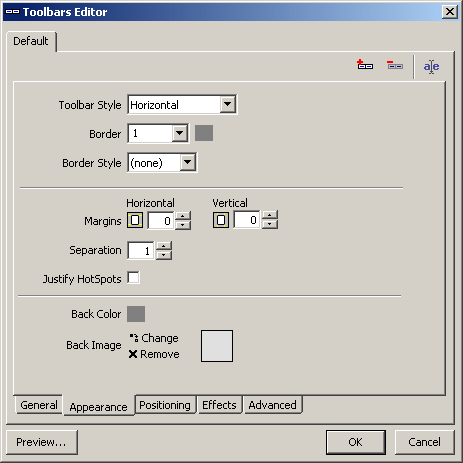 Toolbars Editor
Default
a e
Toolbar Style Horizontal
Border 1
Border Style (none)
Horizontal Vertical
Margins 0 0
Separation 1
Justify HotSpots
Back Color
Back Image Change
Remove
General Appearance Positioning Effects Advanced
Preview... OK Cancel